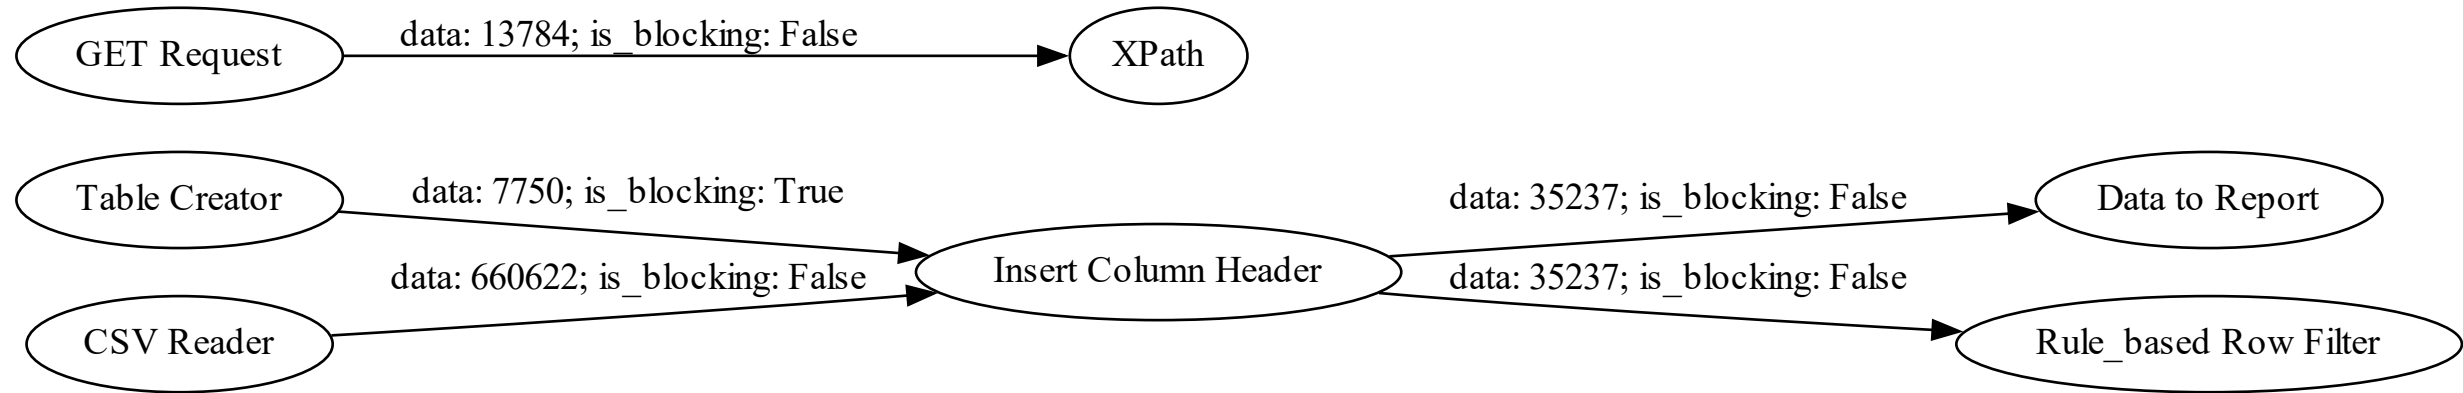 GET Request
data: 13784; is_blocking: False
XPath
Table Creator
data: 7750; is_blocking: True
data: 35237; is_blocking: False
Data to Report
Insert Column Header
data: 660622; is_blocking: False
data: 35237; is_blocking: False
CSV Reader
Rule_based Row Filter